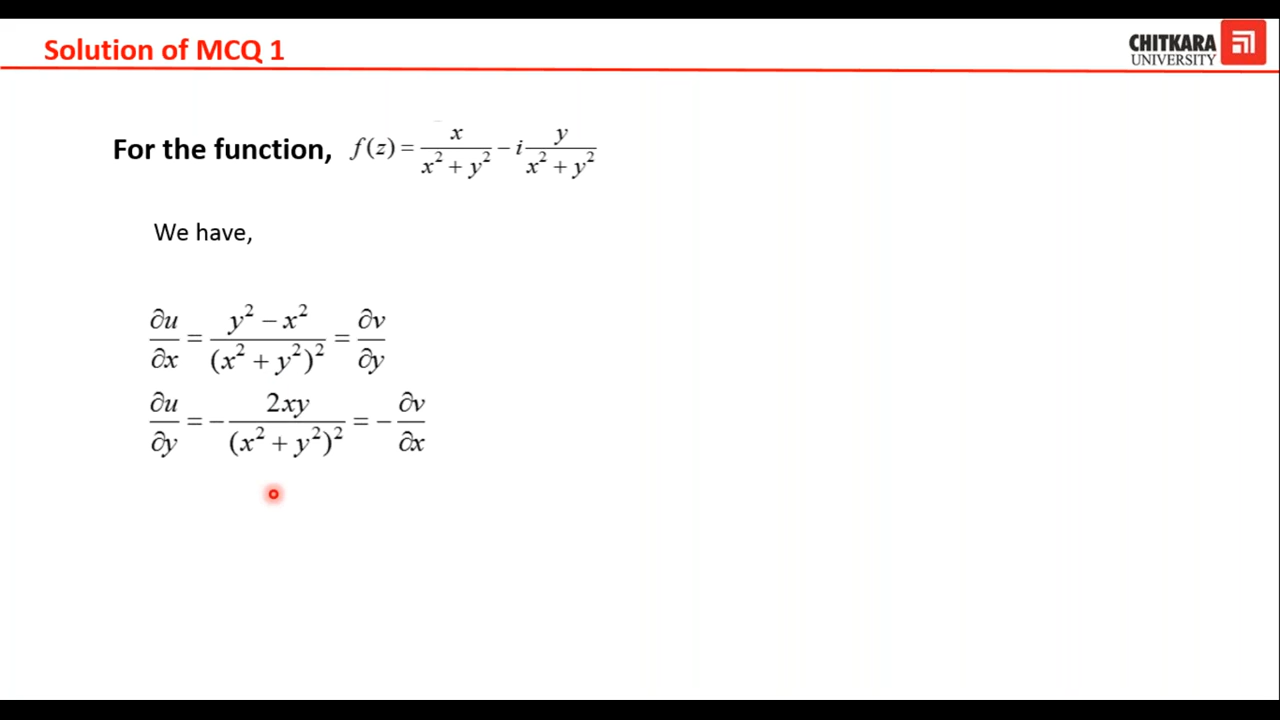 Solution of MCQ 1
CHITKARA
UNIVERSITY
For the function, f(z) = x/(x² + y²) − i y/(x² + y²)
We have,
∂u/∂x = (y² − x²)/(x² + y²)² = ∂v/∂y
∂u/∂y = − 2xy/(x² + y²)² = − ∂v/∂x